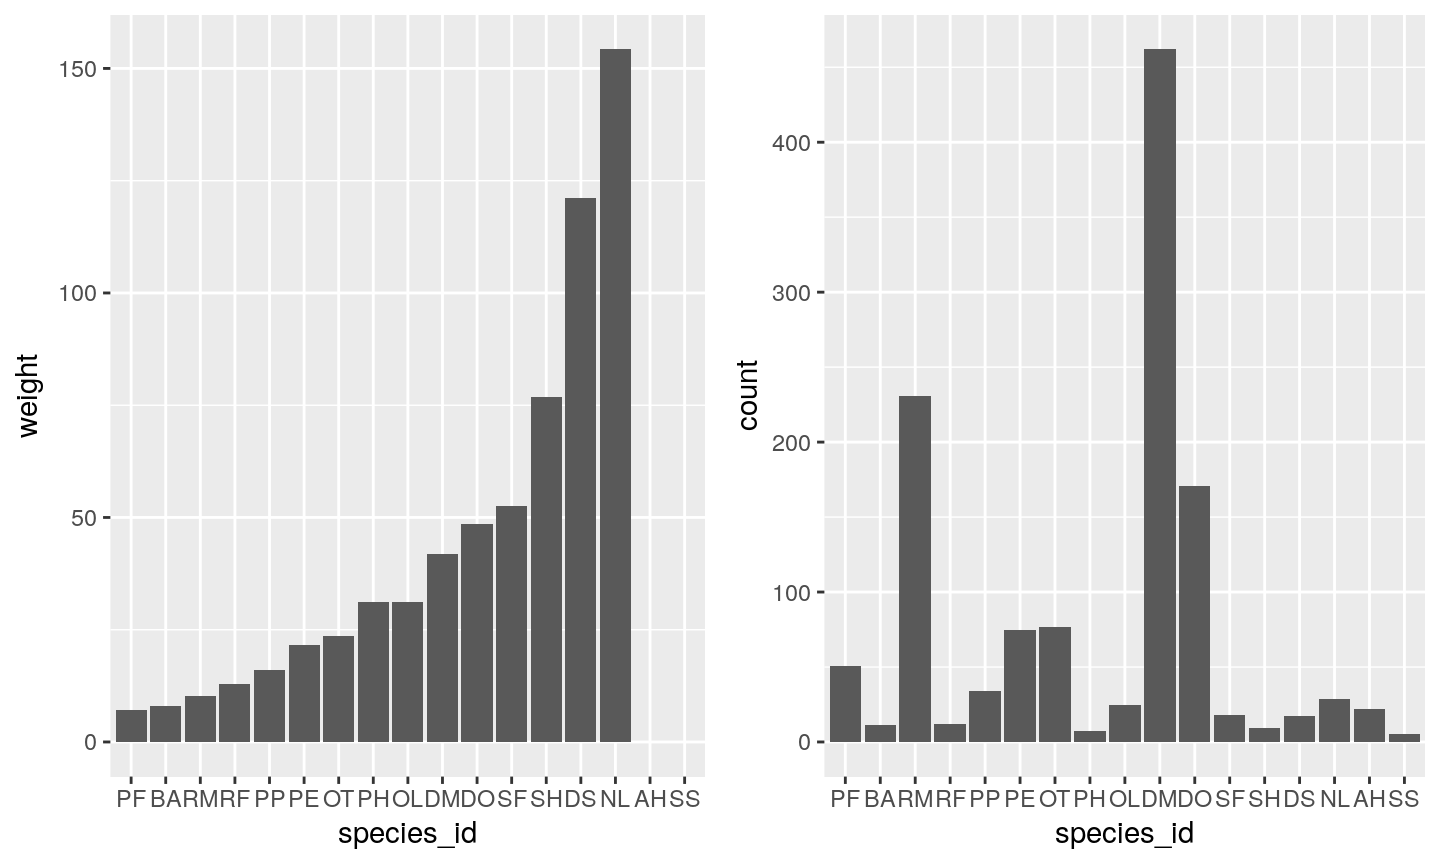 weight
150
100
50
0
PF BA RM RF PP PE OT PH OL DM DO SF SH DS NL AH SS
species_id
count
400
300
200
100
0
PF BA RM RF PP PE OT PH OL DM DO SF SH DS NL AH SS
species_id